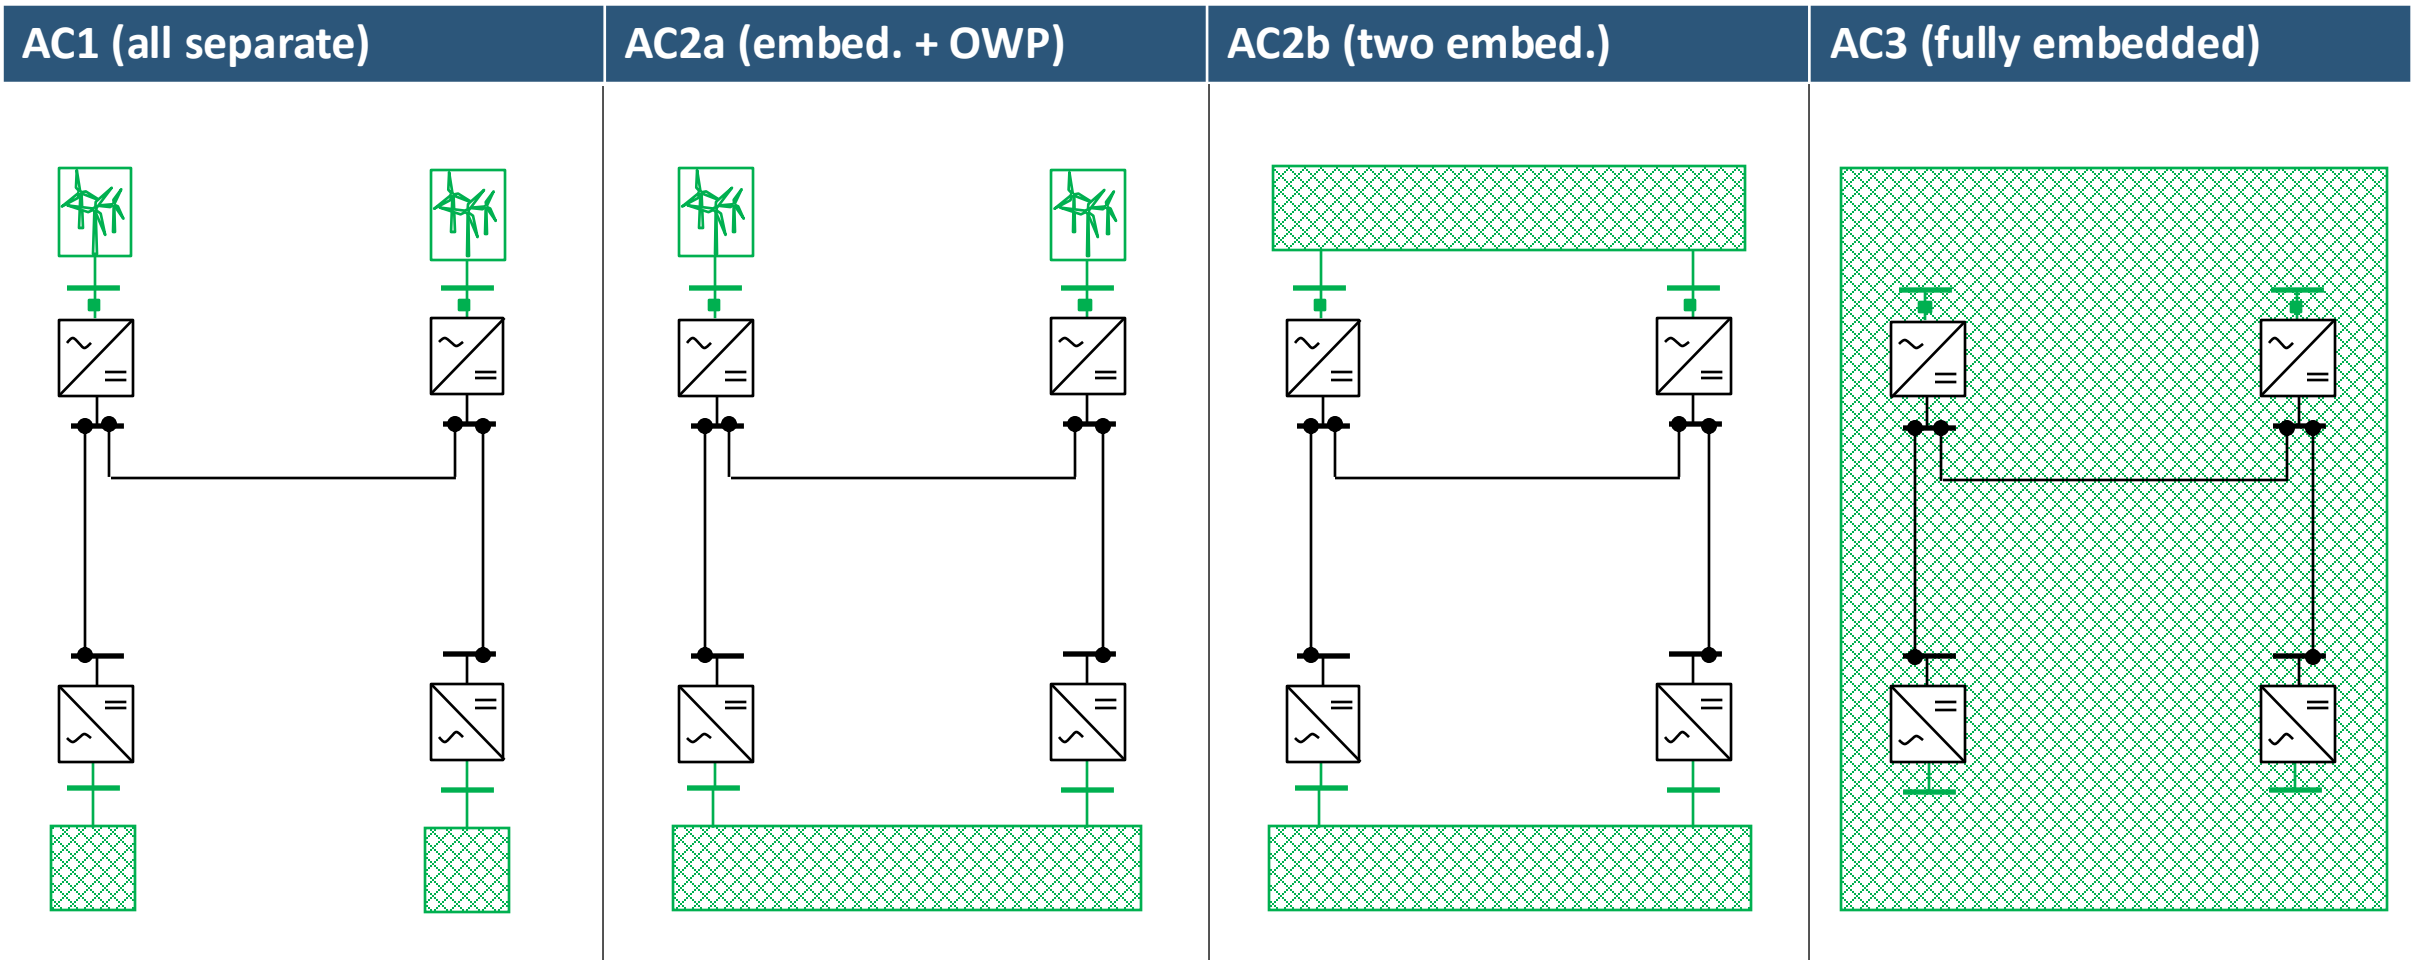 AC1 (all separate)
AC2a (embed. + OWP)
AC2b (two embed.)
AC3 (fully embedded)